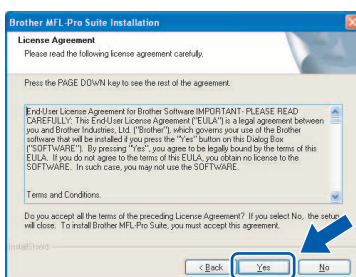 Brother MFL-Pro Suite Installation
License Agreement
Please read the following license agreement carefully.
Press the PAGE DOWN key to see the rest of the agreement.
End-User License Agreement for Brother Software IMPORTANT- PLEASE READ
CAREFULLY: This End-User License Agreement ("EULA") is a legal agreement between
you and Brother Industries, Ltd. ("Brother"), which governs your use of the Brother
software that will be installed if you press the "Yes" button on this Dialog Box
("SOFTWARE"). By pressing "Yes", you agree to be legally bound by the terms of this
EULA. If you do not agree to the terms of this EULA, you obtain no license to the
SOFTWARE. In such case, you may not use the SOFTWARE.
Terms and Conditions.
Do you accept all the terms of the preceding License Agreement? If you select No, the setup
will close. To install Brother MFL-Pro Suite, you must accept this agreement.
InstallShield
< Back Yes No